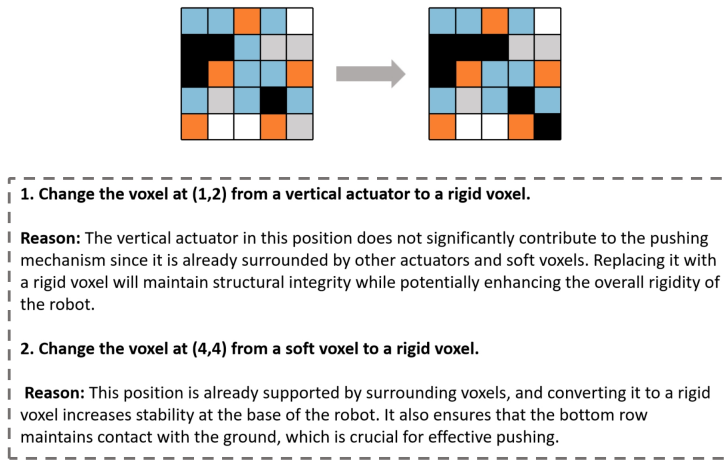 1. Change the voxel at (1,2) from a vertical actuator to a rigid voxel.
Reason: The vertical actuator in this position does not significantly contribute to the pushing
mechanism since it is already surrounded by other actuators and soft voxels. Replacing it with
a rigid voxel will maintain structural integrity while potentially enhancing the overall rigidity of
the robot.
2. Change the voxel at (4,4) from a soft voxel to a rigid voxel.
Reason: This position is already supported by surrounding voxels, and converting it to a rigid
voxel increases stability at the base of the robot. It also ensures that the bottom row
maintains contact with the ground, which is crucial for effective pushing.